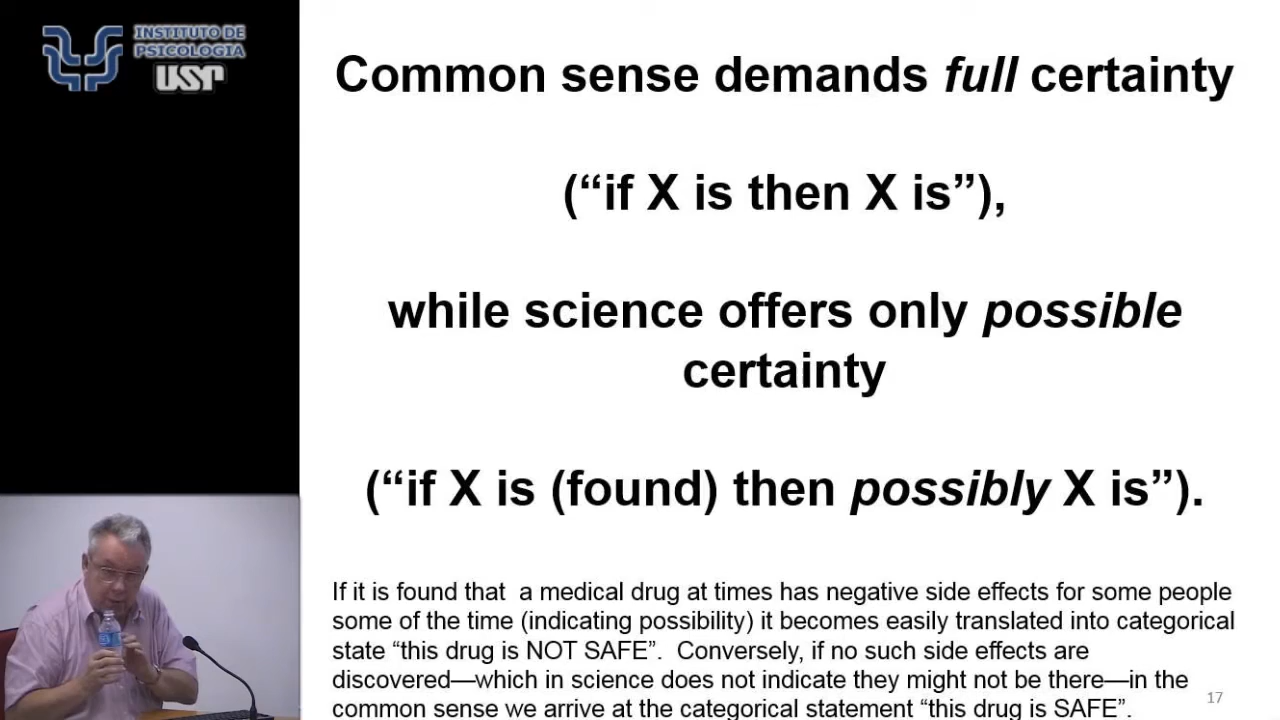 INSTITUTO DE
PSICOLOGIA
USP
Common sense demands full certainty
(“if X is then X is”),
while science offers only possible
certainty
(“if X is (found) then possibly X is”).
If it is found that  a medical drug at times has negative side effects for some people
some of the time (indicating possibility) it becomes easily translated into categorical
state “this drug is NOT SAFE”.  Conversely, if no such side effects are
discovered—which in science does not indicate they might not be there—in the
common sense we arrive at the categorical statement “this drug is SAFE”.
17